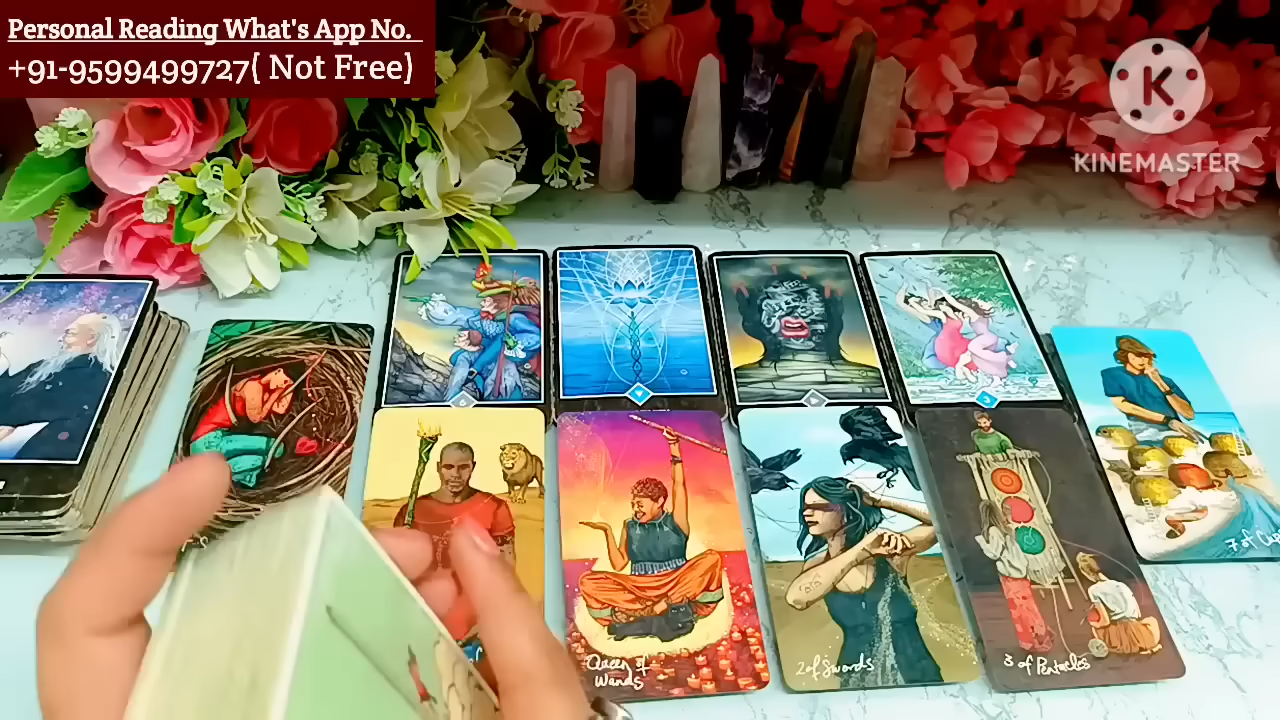 Personal Reading What's App No.
+91-9599499727( Not Free)
K
KINEMASTER
Queen of
Wands
2 of Swords
3 of Pentacles
7 of Cups